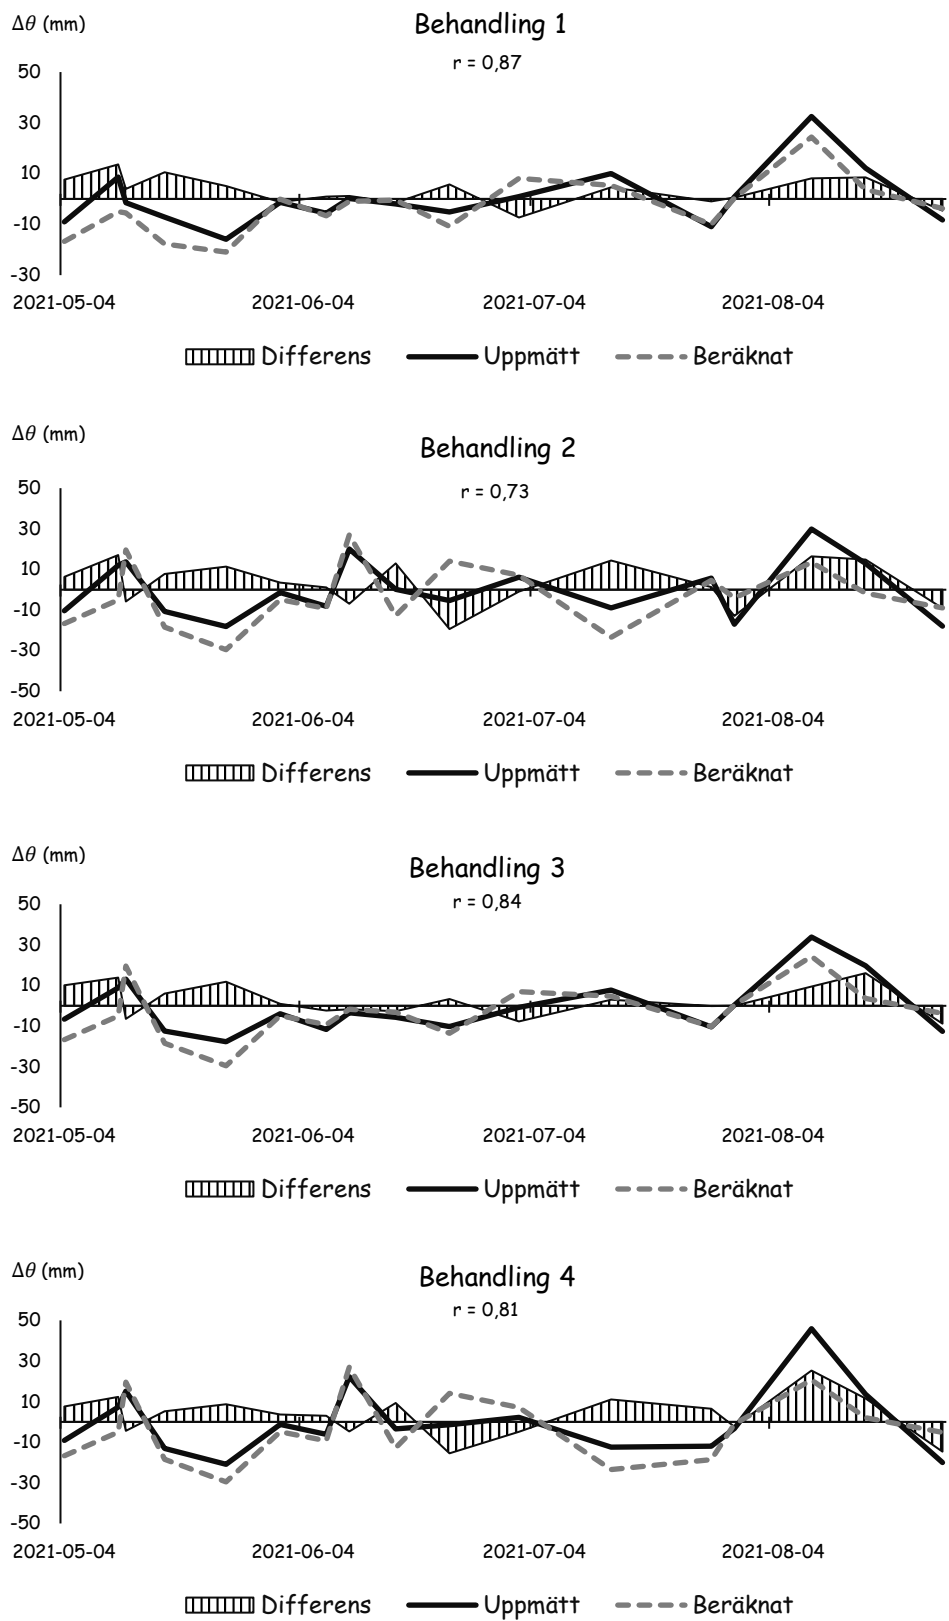 Δθ (mm)
Behandling 1
r = 0,87
50
30
10
-10
-30
2021-05-04 2021-06-04 2021-07-04 2021-08-04
Differens Uppmätt Beräknat
Δθ (mm)
Behandling 2
r = 0,73
50
30
10
-10
-30
-50
2021-05-04 2021-06-04 2021-07-04 2021-08-04
Differens Uppmätt Beräknat
Δθ (mm)
Behandling 3
r = 0,84
50
30
10
-10
-30
-50
2021-05-04 2021-06-04 2021-07-04 2021-08-04
Differens Uppmätt Beräknat
Δθ (mm)
Behandling 4
r = 0,81
50
30
10
-10
-30
-50
2021-05-04 2021-06-04 2021-07-04 2021-08-04
Differens Uppmätt Beräknat